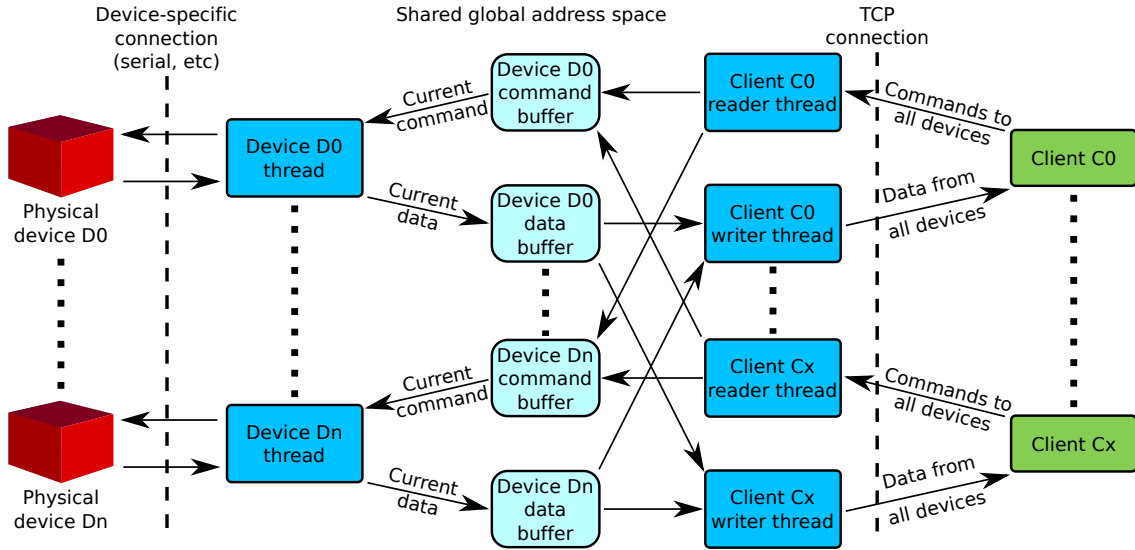 Device-specific
connection
(serial, etc)
Shared global address space
TCP
connection
Device D0
command
buffer
Client C0
reader thread
Current
command
Commands to
all devices
Device D0
thread
Client C0
Physical
device D0
Current
data
Device D0
data
buffer
Client C0
writer thread
Data from
all devices
Device Dn
command
buffer
Client Cx
reader thread
Current
command
Commands to
all devices
Device Dn
thread
Client Cx
Physical
device Dn
Current
data
Device Dn
data
buffer
Client Cx
writer thread
Data from
all devices